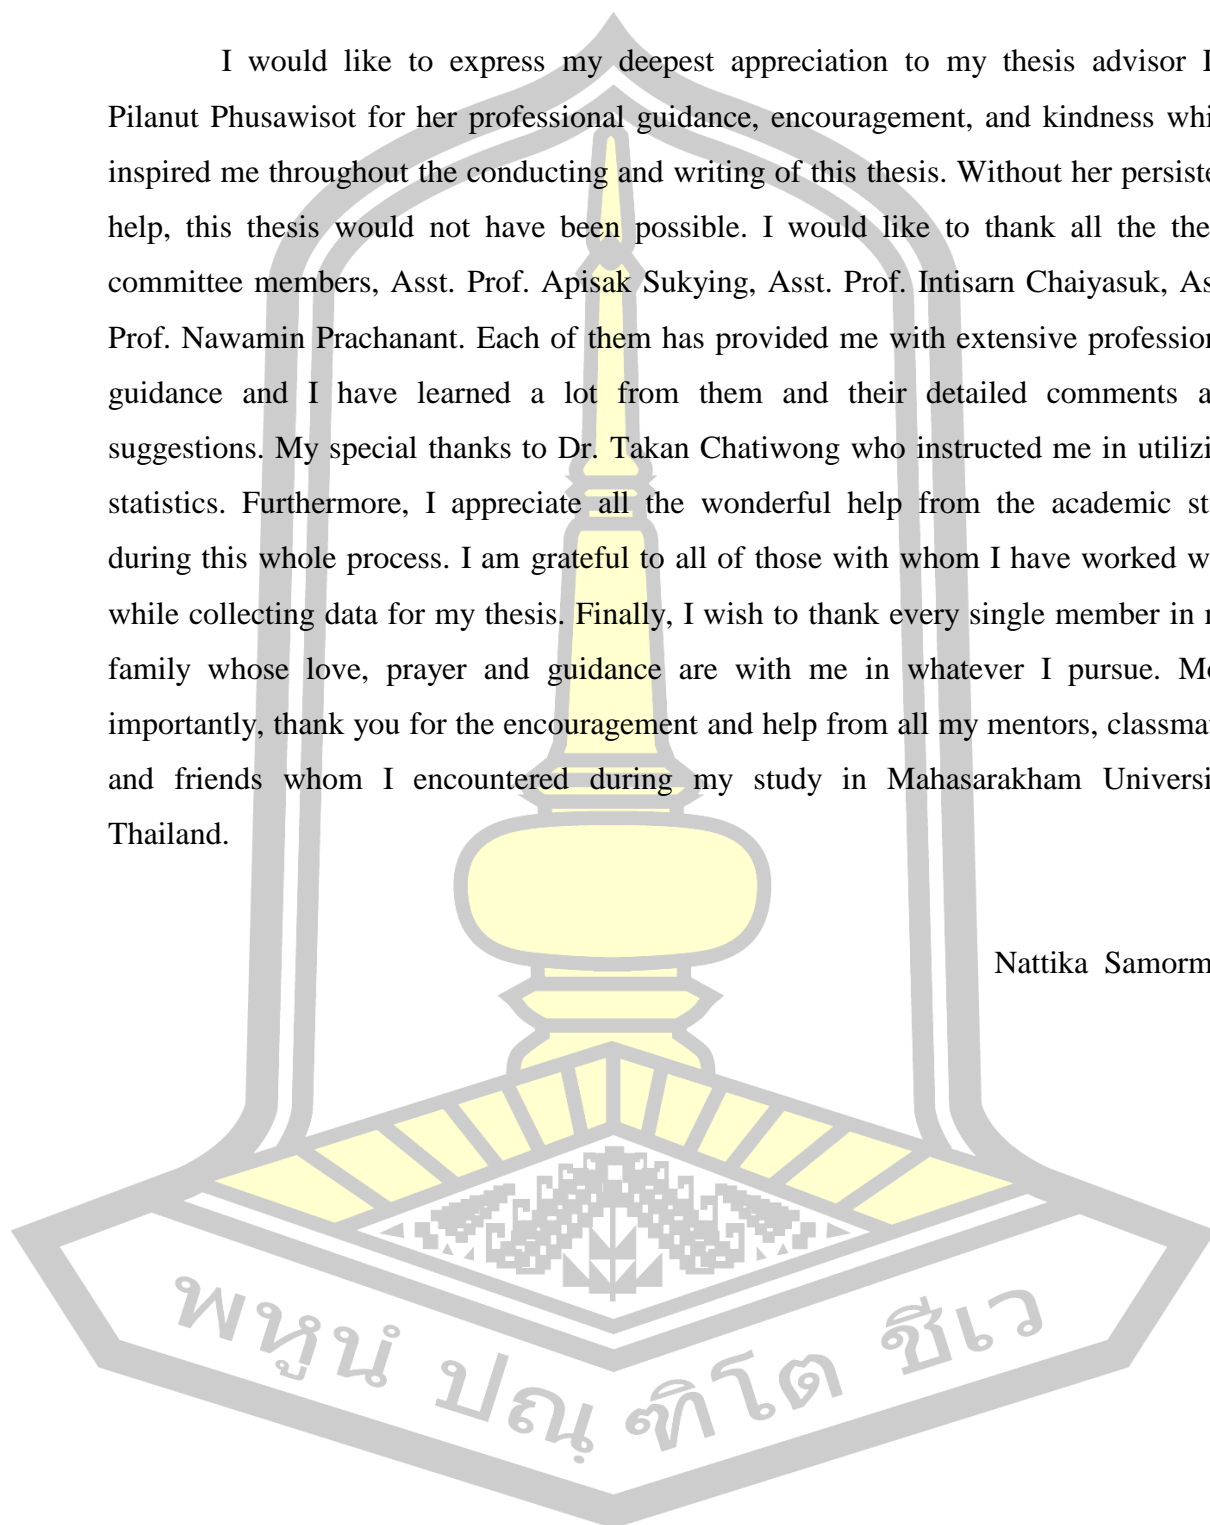 I would like to express my deepest appreciation to my thesis advisor
Pilanut Phusawisot for her professional guidance, encouragement, and kindness
inspired me throughout the conducting and writing of this thesis. Without her
help, this thesis would not have been possible. I would like to thank all the
committee members, Asst. Prof. Apisak Sukying, Asst. Prof. Intisarn Chaiyasuk,
Prof. Nawamin Prachanant. Each of them has provided me with extensive
guidance and I have learned a lot from them and their detailed comments
suggestions. My special thanks to Dr. Takan Chatiwong who instructed me in
statistics. Furthermore, I appreciate all the wonderful help from the academic
during this whole process. I am grateful to all of those with whom I have worked
while collecting data for my thesis. Finally, I wish to thank every single member in
family whose love, prayer and guidance are with me in whatever I pursue.
importantly, thank you for the encouragement and help from all my mentors,
and friends whom I encountered during my study in Mahasarakham
Thailand.
Nattika
พหูนํ ปณฺฑิโต ชีเว